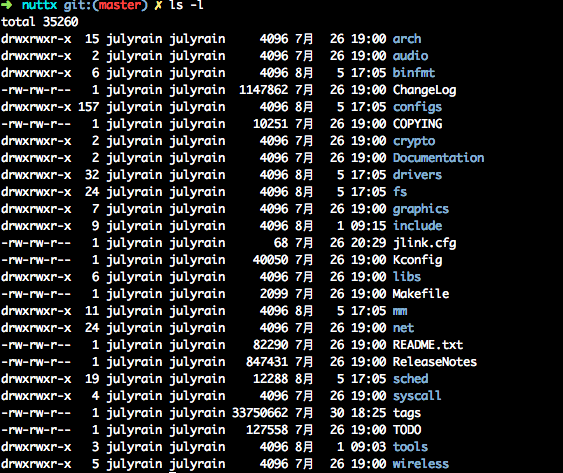 ➜ nuttx git:(master) ✗ ls -l
total 35260
drwxrwxr-x 15 julyrain julyrain 4096 7月 26 19:00 arch
drwxrwxr-x 2 julyrain julyrain 4096 7月 26 19:00 audio
drwxrwxr-x 6 julyrain julyrain 4096 8月 5 17:05 binfmt
-rw-rw-r-- 1 julyrain julyrain 1147862 7月 26 19:00 ChangeLog
drwxrwxr-x 157 julyrain julyrain 4096 8月 5 17:05 configs
-rw-rw-r-- 1 julyrain julyrain 10251 7月 26 19:00 COPYING
drwxrwxr-x 2 julyrain julyrain 4096 7月 26 19:00 crypto
drwxrwxr-x 2 julyrain julyrain 4096 7月 26 19:00 Documentation
drwxrwxr-x 32 julyrain julyrain 4096 8月 5 17:05 drivers
drwxrwxr-x 24 julyrain julyrain 4096 8月 5 17:05 fs
drwxrwxr-x 7 julyrain julyrain 4096 7月 26 19:00 graphics
drwxrwxr-x 9 julyrain julyrain 4096 8月 1 09:15 include
-rw-rw-r-- 1 julyrain julyrain 68 7月 26 20:29 jlink.cfg
-rw-rw-r-- 1 julyrain julyrain 40050 7月 26 19:00 Kconfig
drwxrwxr-x 6 julyrain julyrain 4096 7月 26 19:00 libs
-rw-rw-r-- 1 julyrain julyrain 2099 7月 26 19:00 Makefile
drwxrwxr-x 11 julyrain julyrain 4096 8月 5 17:05 mm
drwxrwxr-x 24 julyrain julyrain 4096 7月 26 19:00 net
-rw-rw-r-- 1 julyrain julyrain 82290 7月 26 19:00 README.txt
-rw-rw-r-- 1 julyrain julyrain 847431 7月 26 19:00 ReleaseNotes
drwxrwxr-x 19 julyrain julyrain 12288 8月 5 17:05 sched
drwxrwxr-x 4 julyrain julyrain 4096 7月 26 19:00 syscall
-rw-rw-r-- 1 julyrain julyrain 33750662 7月 30 18:25 tags
-rw-rw-r-- 1 julyrain julyrain 127558 7月 26 19:00 TODO
drwxrwxr-x 3 julyrain julyrain 4096 8月 1 09:03 tools
drwxrwxr-x 5 julyrain julyrain 4096 7月 26 19:00 wireless